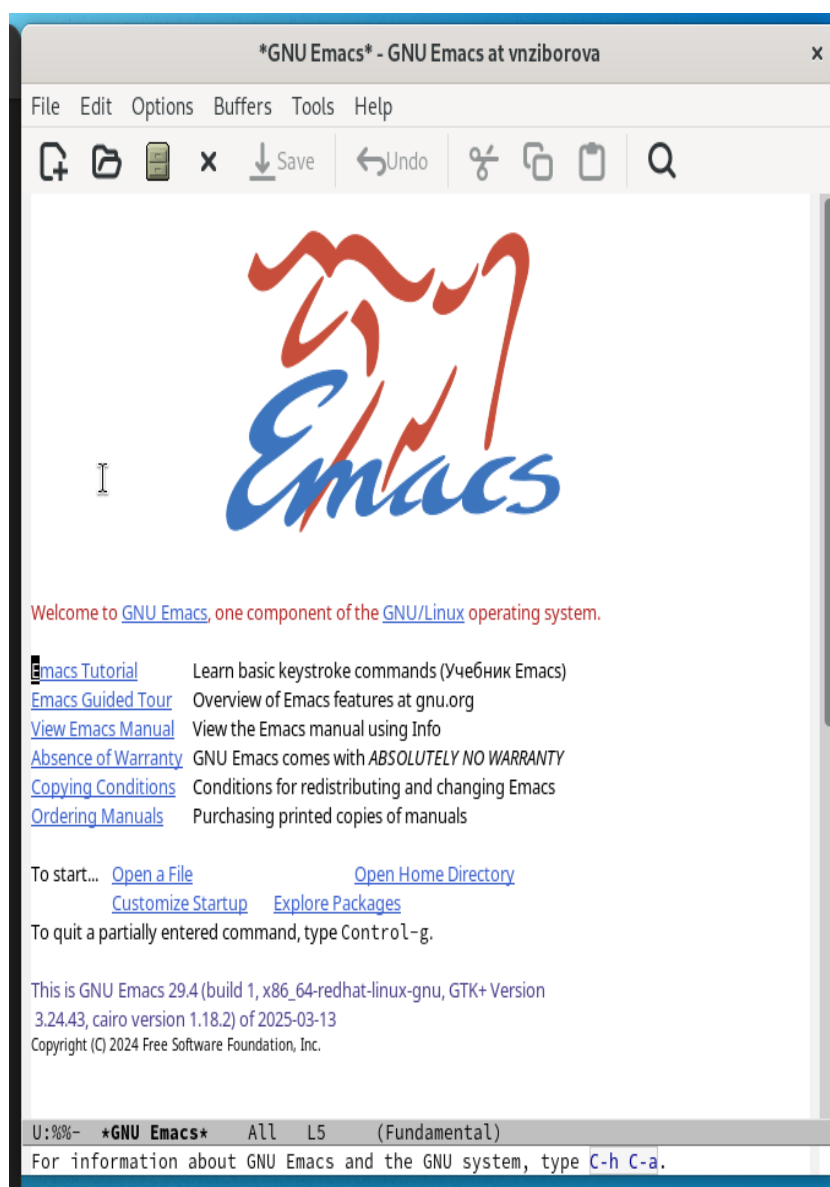 *GNU Emacs* - GNU Emacs at vnziborova
File Edit Options Buffers Tools Help
Save Undo
Emacs
Welcome to GNU Emacs, one component of the GNU/Linux operating system.
Emacs Tutorial Learn basic keystroke commands (Учебник Emacs)
Emacs Guided Tour Overview of Emacs features at gnu.org
View Emacs Manual View the Emacs manual using Info
Absence of Warranty GNU Emacs comes with ABSOLUTELY NO WARRANTY
Copying Conditions Conditions for redistributing and changing Emacs
Ordering Manuals Purchasing printed copies of manuals
To start... Open a File Open Home Directory
Customize Startup Explore Packages
To quit a partially entered command, type Control-g.
This is GNU Emacs 29.4 (build 1, x86_64-redhat-linux-gnu, GTK+ Version
3.24.43, cairo version 1.18.2) of 2025-03-13
Copyright (C) 2024 Free Software Foundation, Inc.
U:%%- *GNU Emacs* All L5 (Fundamental)
For information about GNU Emacs and the GNU system, type C-h C-a.